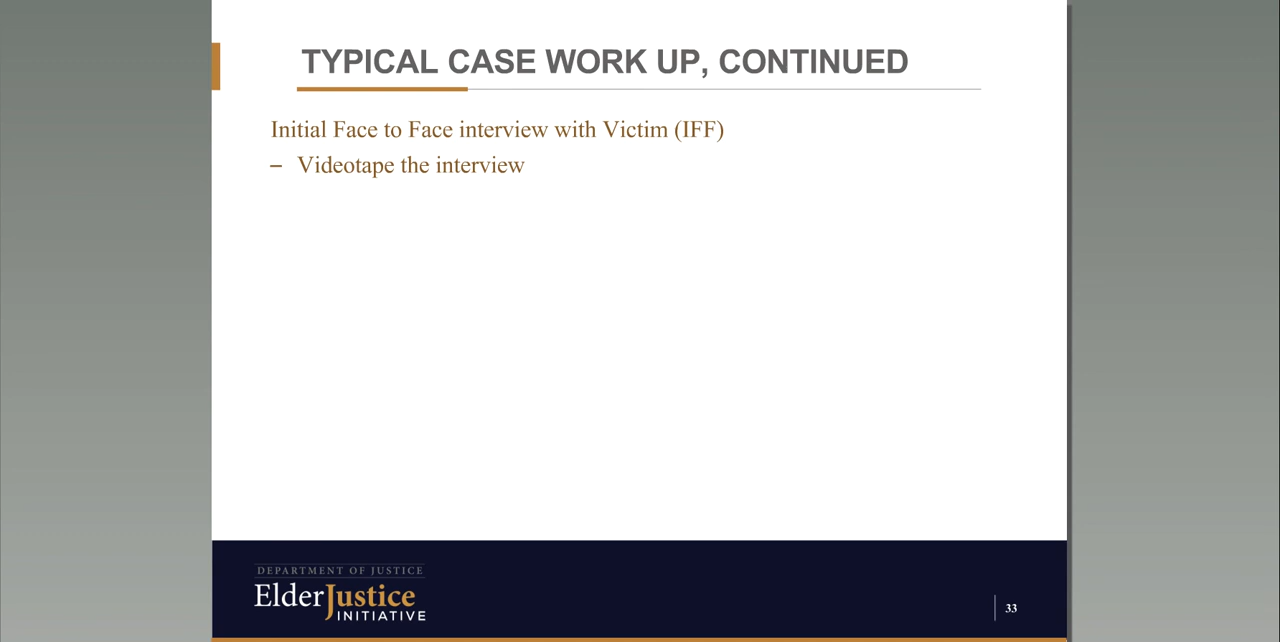 TYPICAL CASE WORK UP, CONTINUED
Initial Face to Face interview with Victim (IFF)
– Videotape the interview
DEPARTMENT OF JUSTICE
ElderJustice
INITIATIVE
33